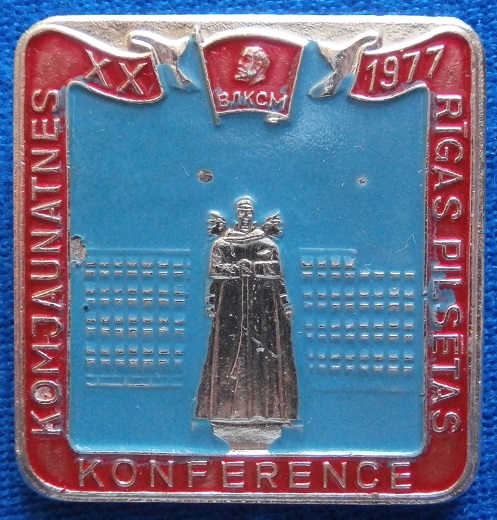 XX
ВЛКСМ
1977
KOMJAUNATNES
RĪGAS PILSĒTAS
KONFERENCE